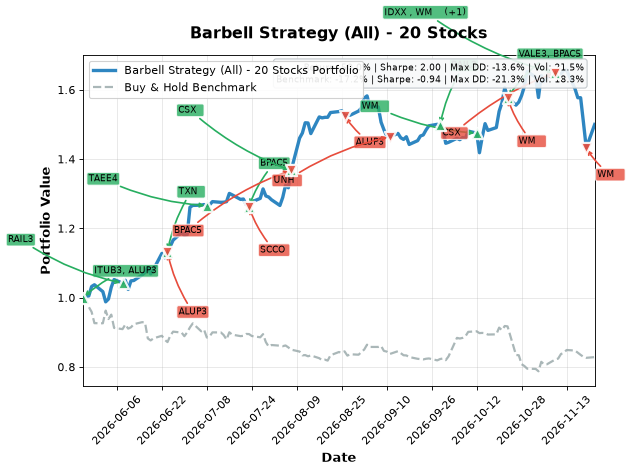 IDXX , WM    (+1)
Barbell Strategy (All) - 20 Stocks
VALE3, BPAC5
% | Sharpe: 2.00 | Max DD: -13.6% | Vol: 21.5%
| Sharpe: -0.94 | Max DD: -21.3% | Vol: 18.3%
Barbell Strategy (All) - 20 Stocks Portfolio
Buy & Hold Benchmark
1.6
1.4
1.2
1.0
0.8
Portfolio Value
CSX
WM
CSX
WM
ALUP3
BPAC5
UNH
WM
TAEE4
TXN
BPAC5
RAIL3
SCCO
ITUB3, ALUP3
ALUP3
2026-06-06
2026-06-22
2026-07-08
2026-07-24
2026-08-09
2026-08-25
2026-09-10
2026-09-26
2026-10-12
2026-10-28
2026-11-13
Date